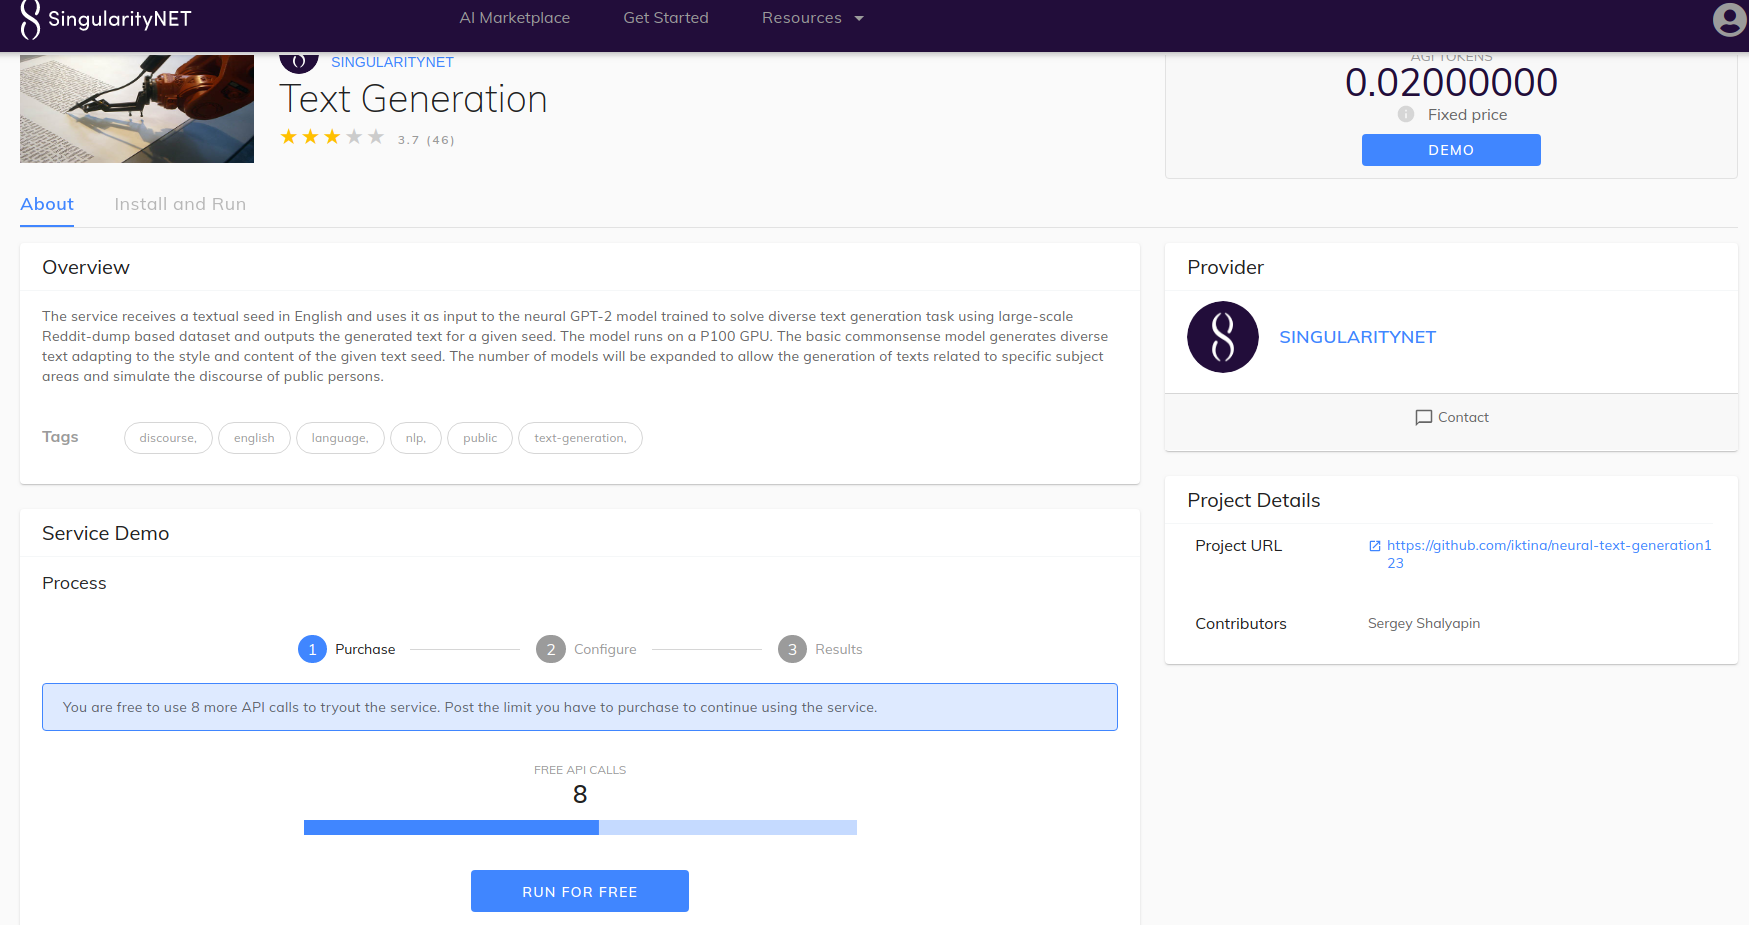 SingularityNET
AI Marketplace
Get Started
Resources
SINGULARITYNET
Text Generation
3.7 (46)
AGI TOKENS
0.02000000
Fixed price
DEMO
About
Install and Run
Overview
The service receives a textual seed in English and uses it as input to the neural GPT-2 model trained to solve diverse text generation task using large-scale
Reddit-dump based dataset and outputs the generated text for a given seed. The model runs on a P100 GPU. The basic commonsense model generates diverse
text adapting to the style and content of the given text seed. The number of models will be expanded to allow the generation of texts related to specific subject
areas and simulate the discourse of public persons.
Tags
discourse,
english
language,
nlp,
public
text-generation,
Service Demo
Process
1 Purchase
2 Configure
3 Results
You are free to use 8 more API calls to tryout the service. Post the limit you have to purchase to continue using the service.
FREE API CALLS
8
RUN FOR FREE
Provider
SINGULARITYNET
Contact
Project Details
Project URL
https://github.com/iktina/neural-text-generation1
23
Contributors
Sergey Shalyapin